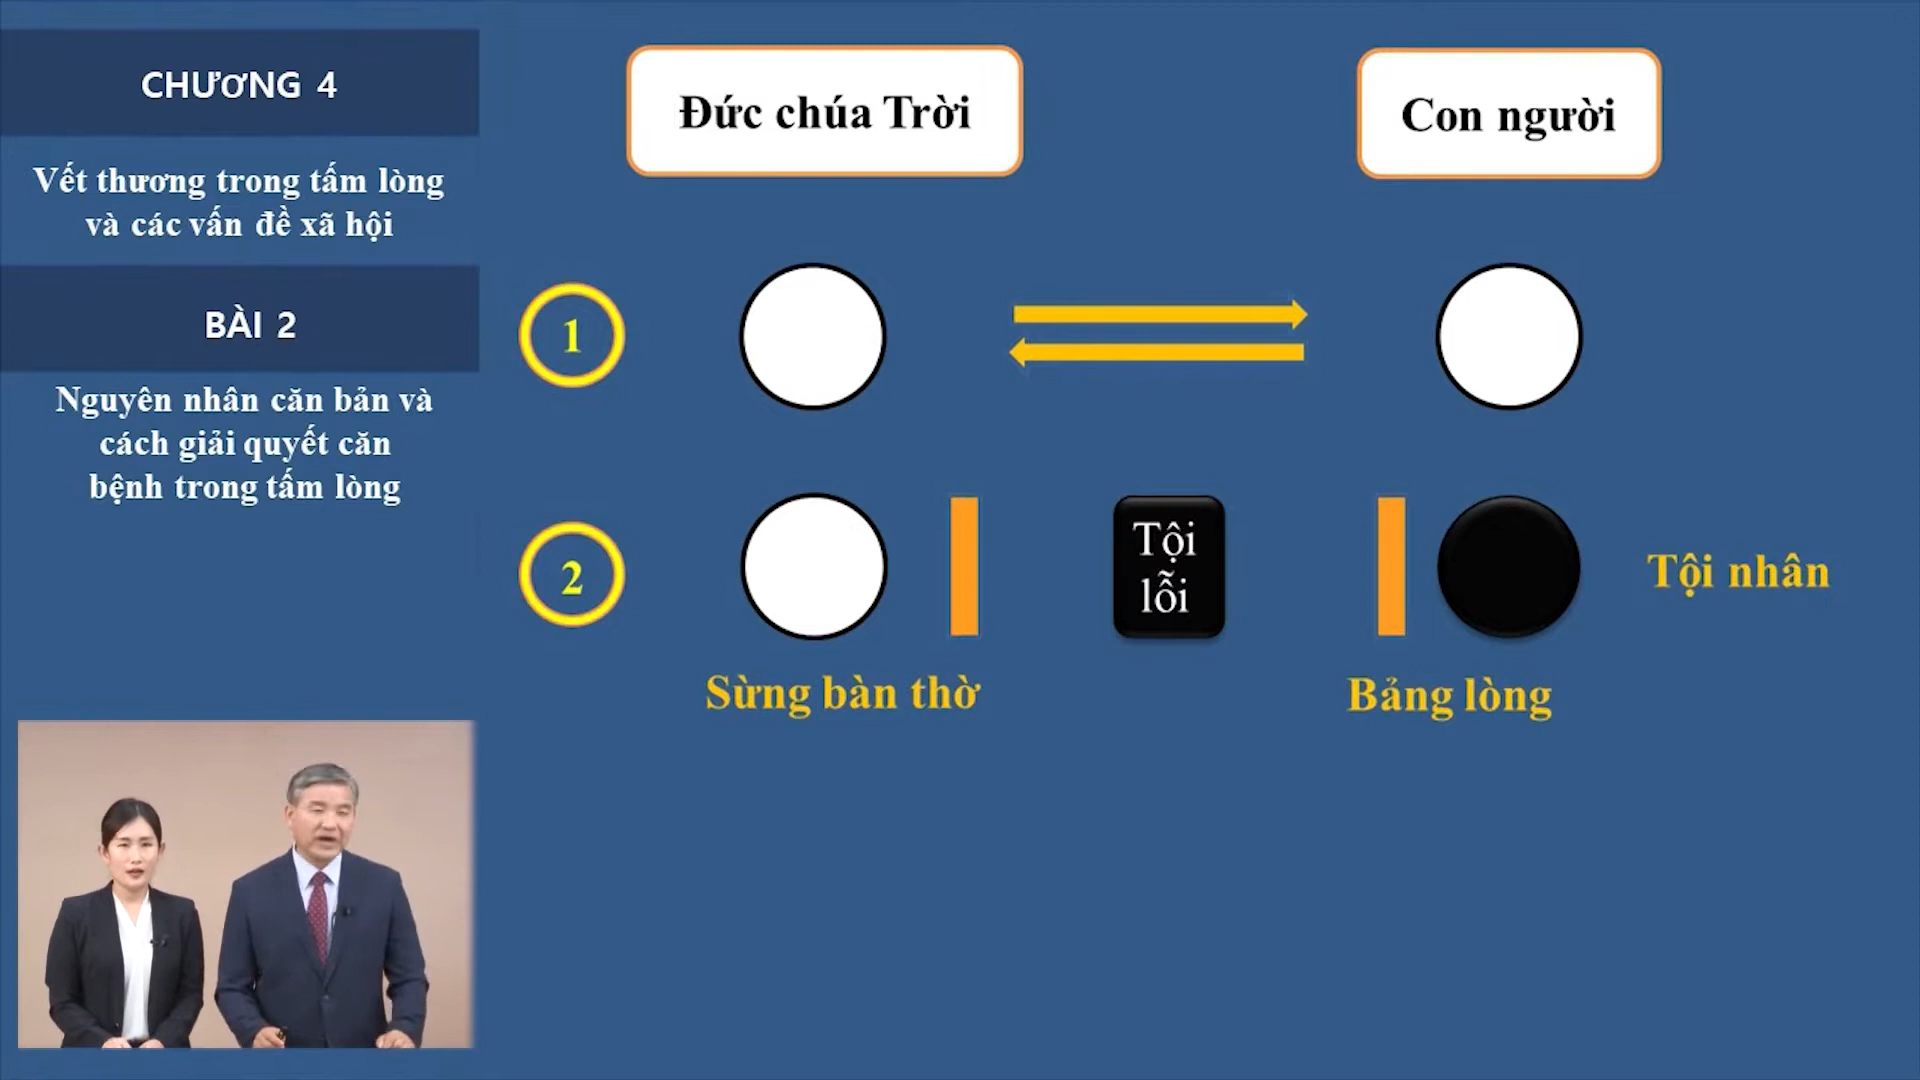 CHƯƠNG 4
Vết thương trong tấm lòng
và các vấn đề xã hội
BÀI 2
Nguyên nhân căn bản và
cách giải quyết căn
bệnh trong tấm lòng
Đức chúa Trời
Con người
1
2
Tội
lỗi
Tội nhân
Sừng bàn thờ
Bảng lòng